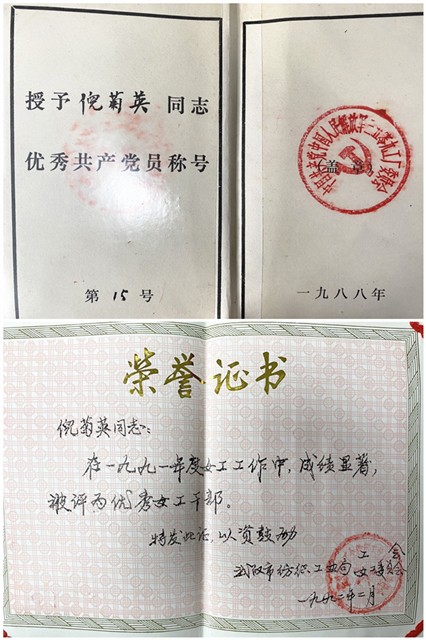 授予倪菊英同志
优秀共产党员称号
第15号
(盖章)
一九八八年
荣誉证书
倪菊英同志:
在一九九一年度女工工作中,成绩显著,
被评为优秀女工干部。
特发此证,以资鼓励
工会
武汉市纺织工业局女工委员会
一九九二年二月